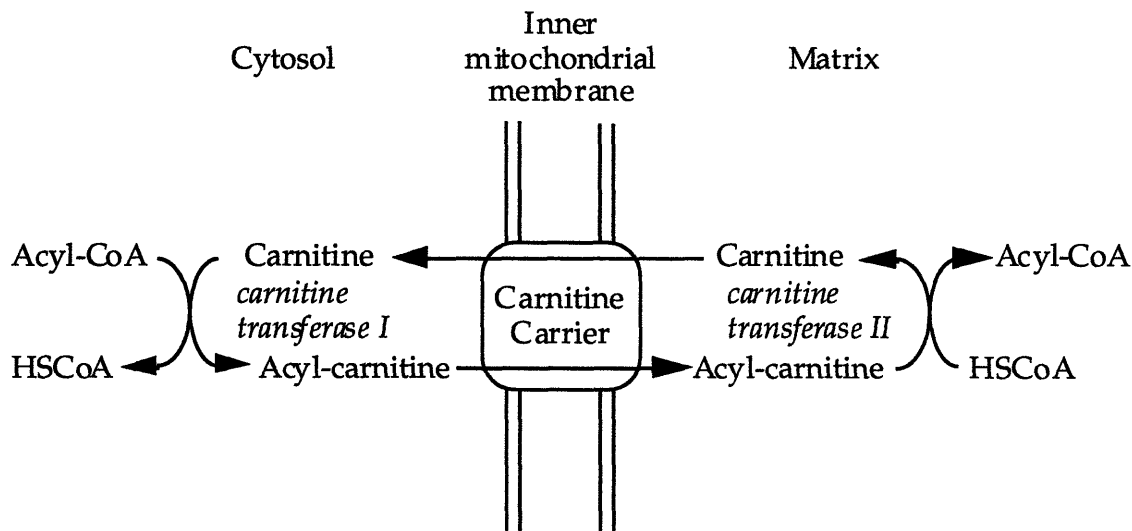 Inner
Cytosol
mitochondrial
Matrix
membrane
Acyl-CoA
Carnitine
Carnitine
Acyl-CoA
carnitine
transferase I
Carnitine
Carrier
carnitine
transferase II
HSCoA
Acyl-carnitine
Acyl-carnitine
HSCoA